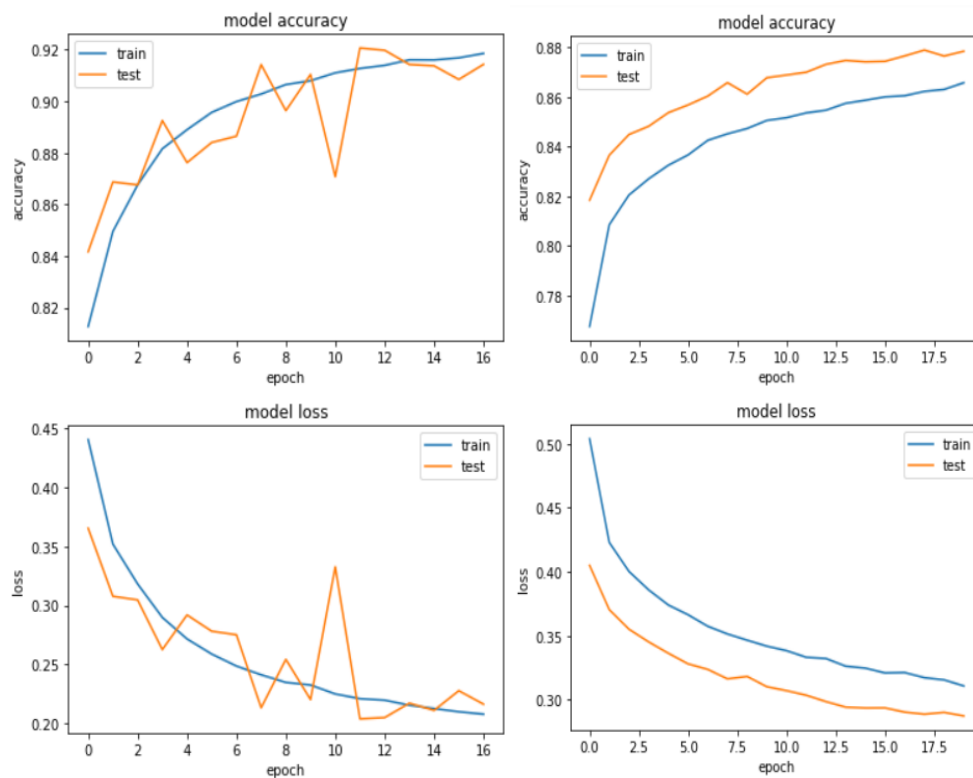 model accuracy
train
test
0.92
0.90
0.88
0.86
0.84
0.82
accuracy
0 2 4 6 8 10 12 14 16
epoch
model accuracy
train
test
0.88
0.86
0.84
0.82
0.80
0.78
accuracy
0.0 2.5 5.0 7.5 10.0 12.5 15.0 17.5
epoch
model loss
train
test
0.45
0.40
0.35
0.30
0.25
0.20
loss
0 2 4 6 8 10 12 14 16
epoch
model loss
train
test
0.50
0.45
0.40
0.35
0.30
loss
0.0 2.5 5.0 7.5 10.0 12.5 15.0 17.5
epoch